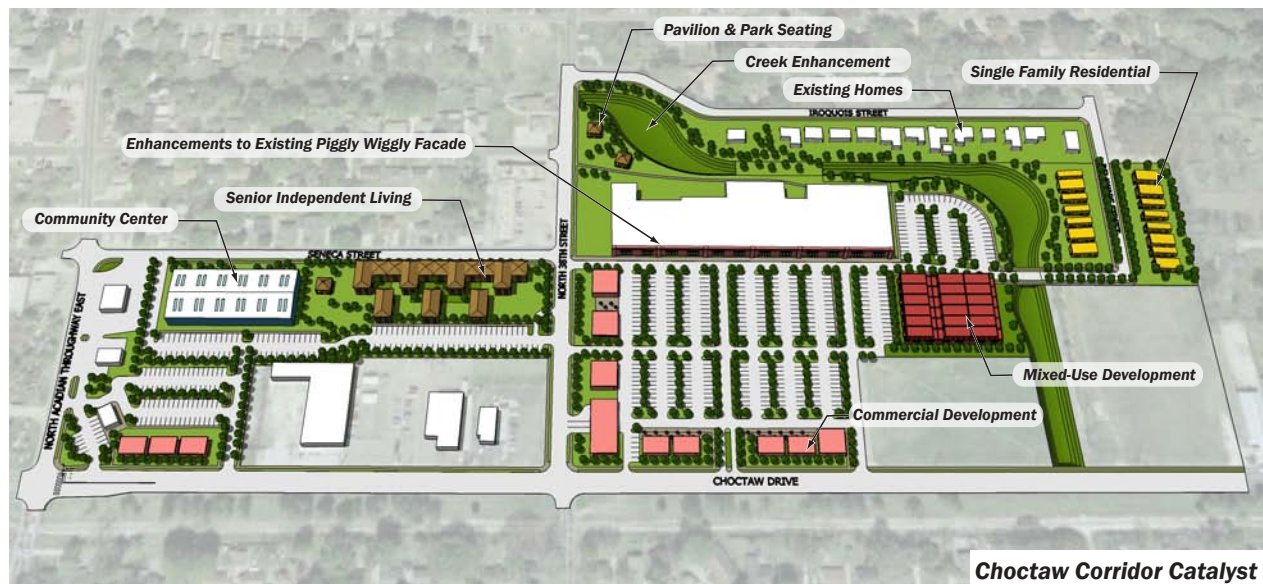 Pavilion & Park Seating
Creek Enhancement
Single Family Residential
Existing Homes
IROQUOIS STREET
Enhancements to Existing Piggly Wiggly Facade
Senior Independent Living
Community Center
SENECA STREET
NORTH 38TH STREET
NORTH ACADIAN THROUGHWAY EAST
Mixed-Use Development
Commercial Development
CHOCTAW DRIVE
Choctaw Corridor Catalyst